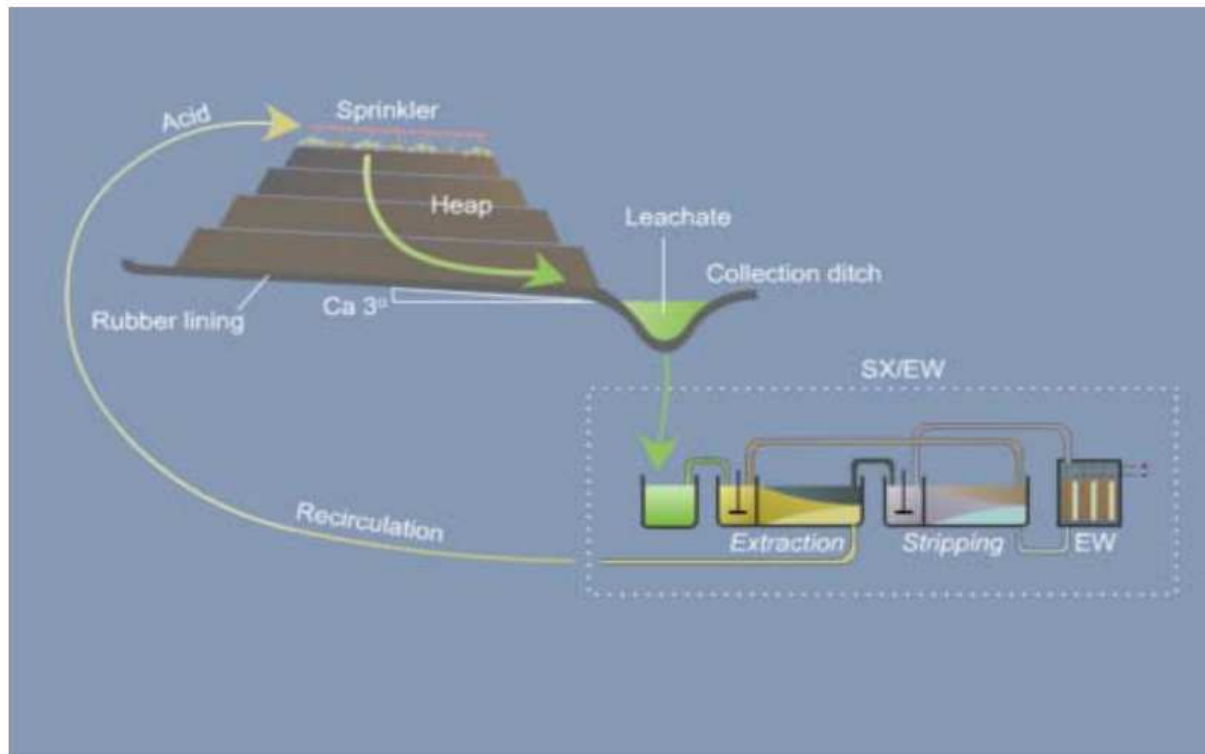 Acid
Sprinkler
Heap
Leachate
Collection ditch
Rubber lining
Ca 3°
SX/EW
Recirculation
Extraction
Stripping
EW